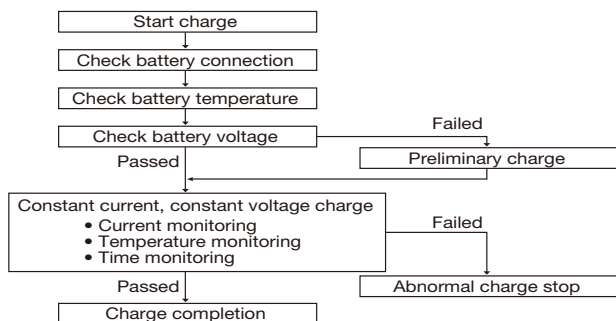 Start charge
Check battery connection
Check battery temperature
Check battery voltage
Failed
Passed
Preliminary charge
Constant current, constant voltage charge
• Current monitoring
• Temperature monitoring
• Time monitoring
Failed
Passed
Abnormal charge stop
Charge completion